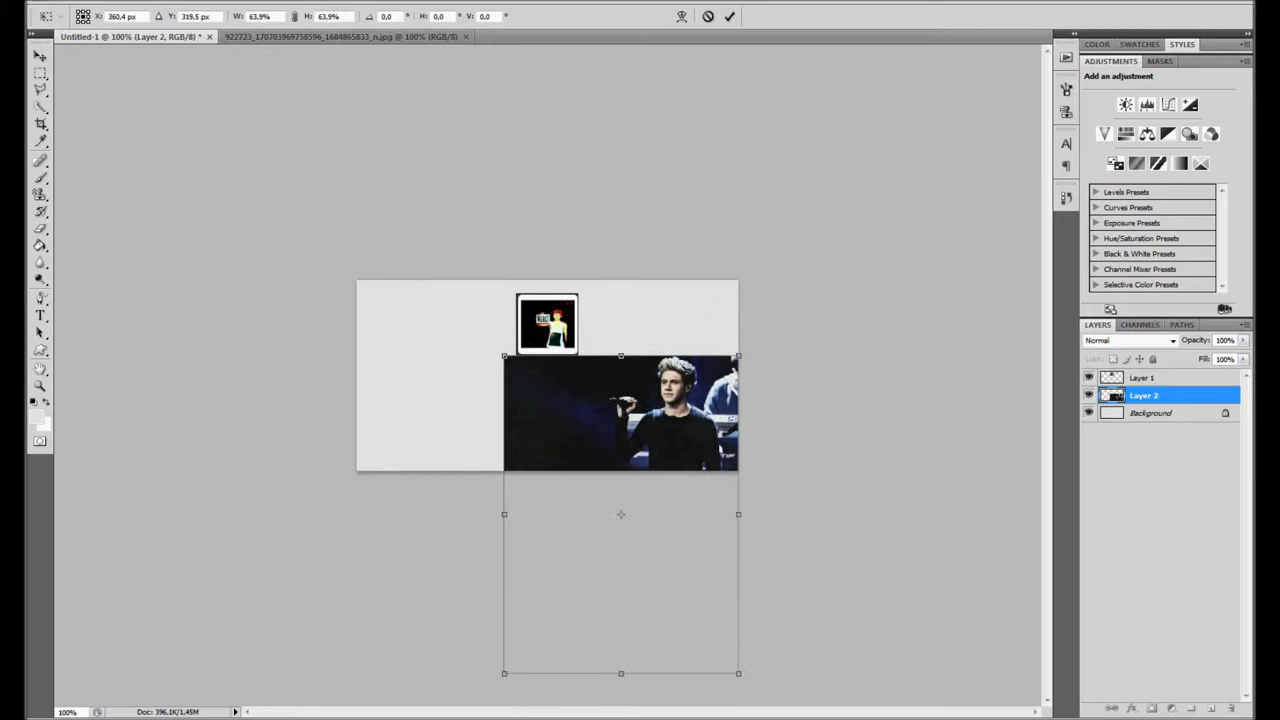 X: 360,4 px Y: 319,5 px W: 63,9% H: 63,9% 0,0 ° H: 0,0 ° V: 0,0 °
Untitled-1 @ 100% (Layer 2, RGB/8) * × 922723_170703969758596_1684865833_n.jpg @ 100% (RGB/8) ×
COLOR SWATCHES STYLES
ADJUSTMENTS MASKS
Add an adjustment
Levels Presets
Curves Presets
Exposure Presets
Hue/Saturation Presets
Black & White Presets
Channel Mixer Presets
Selective Color Presets
LAYERS CHANNELS PATHS
Normal Opacity: 100%
Lock: Fill: 100%
Layer 1
Layer 2
Background
100% Doc: 396,1K/1,45M